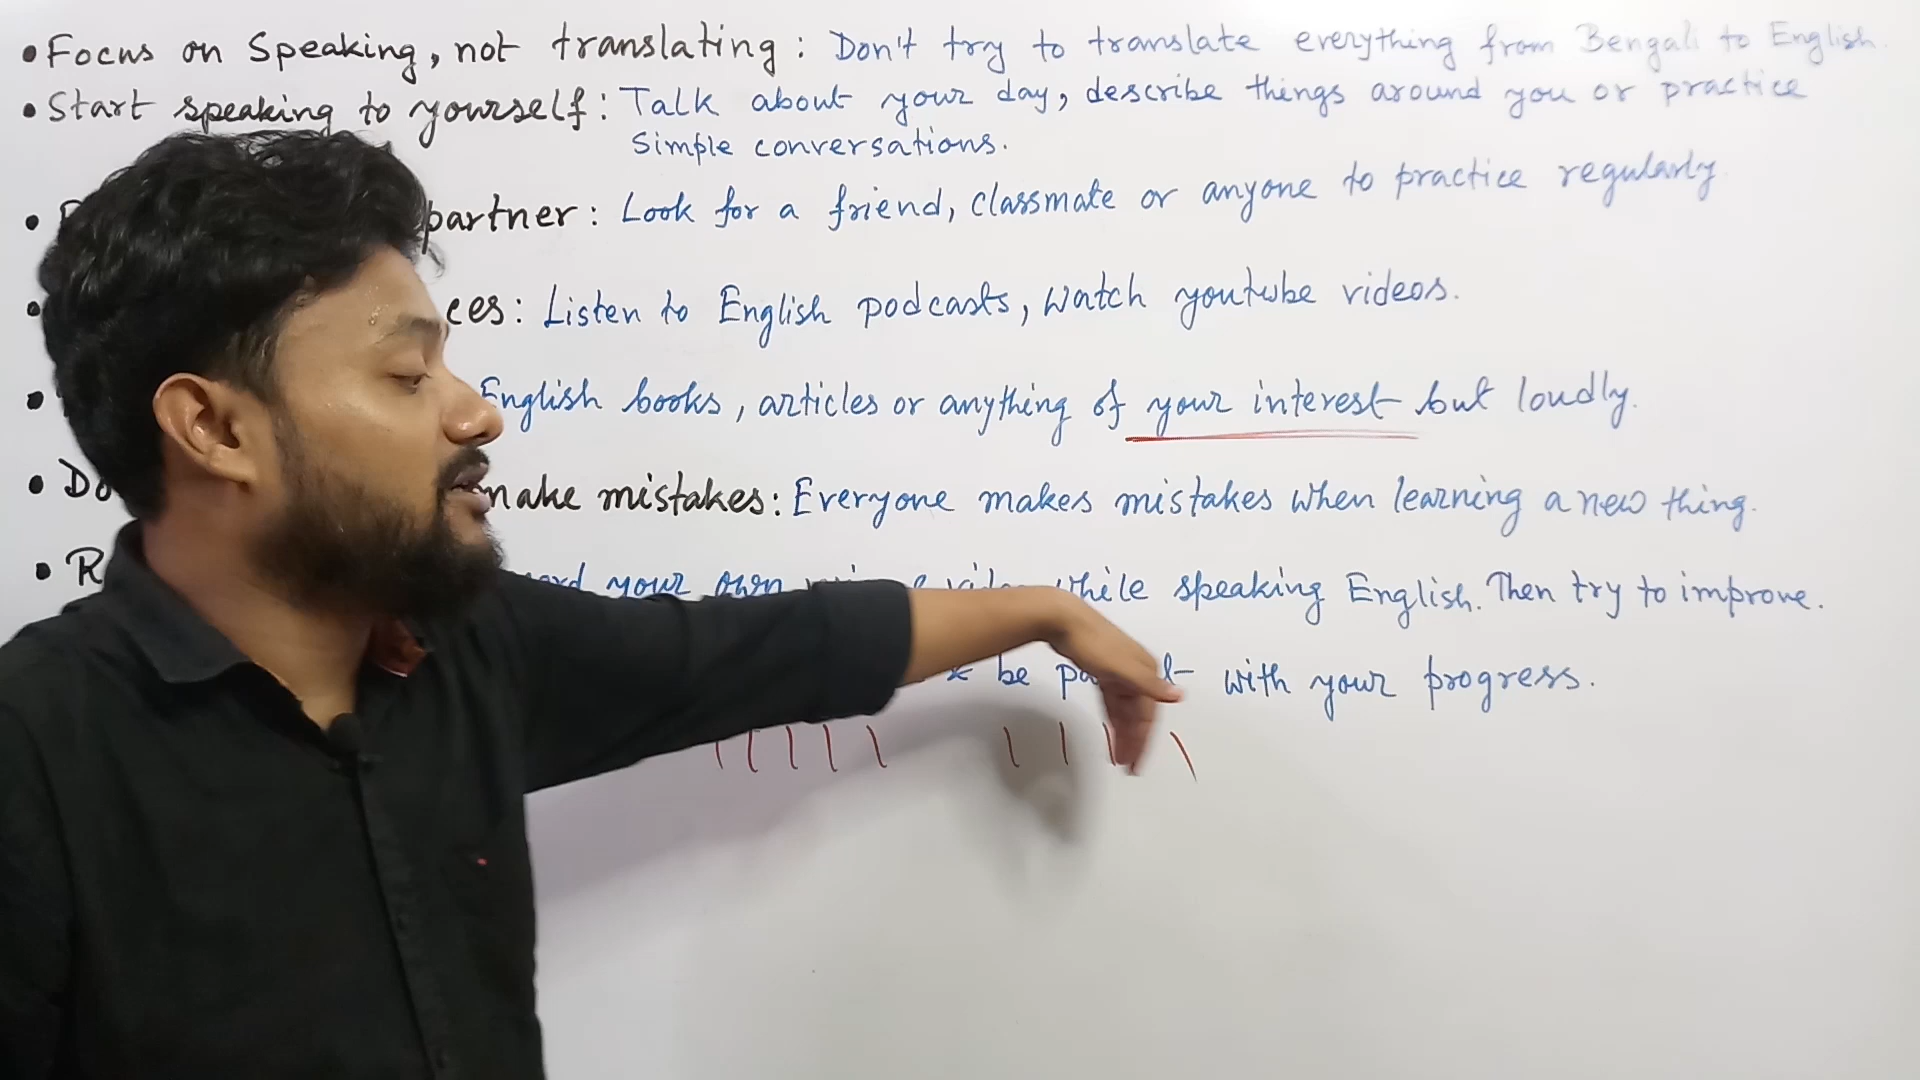 • Focus on Speaking, not translating: Don't try to translate everything from Bengali to English.
• Start speaking to yourself: Talk about your day, describe things around you or practice
Simple conversations.
• partner: Look for a friend, classmate or anyone to practice regularly
• ces: Listen to English podcasts, watch youtube videos.
• English books, articles or anything of your interest but loudly.
• Do make mistakes: Everyone makes mistakes when learning a new thing.
• R your own while speaking English. Then try to improve.
be with your progress.